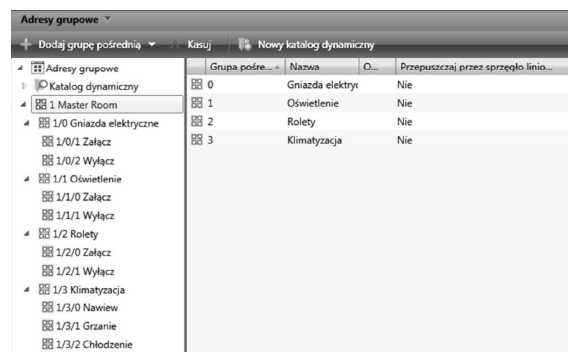 Adresy grupowe
Dodaj grupę pośrednią Kasuj Nowy katalog dynamiczny
Adresy grupowe
Katalog dynamiczny
1 Master Room
1/0 Gniazda elektryczne
1/0/1 Załącz
1/0/2 Wyłącz
1/1 Oświetlenie
1/1/0 Załącz
1/1/1 Wyłącz
1/2 Rolety
1/2/0 Załącz
1/2/1 Wyłącz
1/3 Klimatyzacja
1/3/0 Nawiew
1/3/1 Grzanie
1/3/2 Chłodzenie
Grupa pośre... Nazwa O... Przepuszczaj przez sprzęgło linio...
0 Gniazda elektryc Nie
1 Oświetlenie Nie
2 Rolety Nie
3 Klimatyzacja Nie